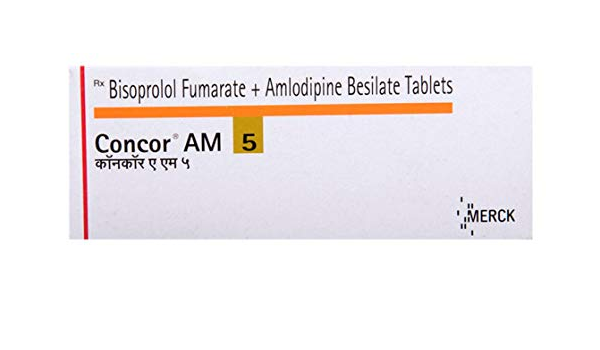 Rx Bisoprolol Fumarate + Amlodipine Besilate Tablets
Concor® AM 5
कॉनकॉर ए एम ५
MERCK